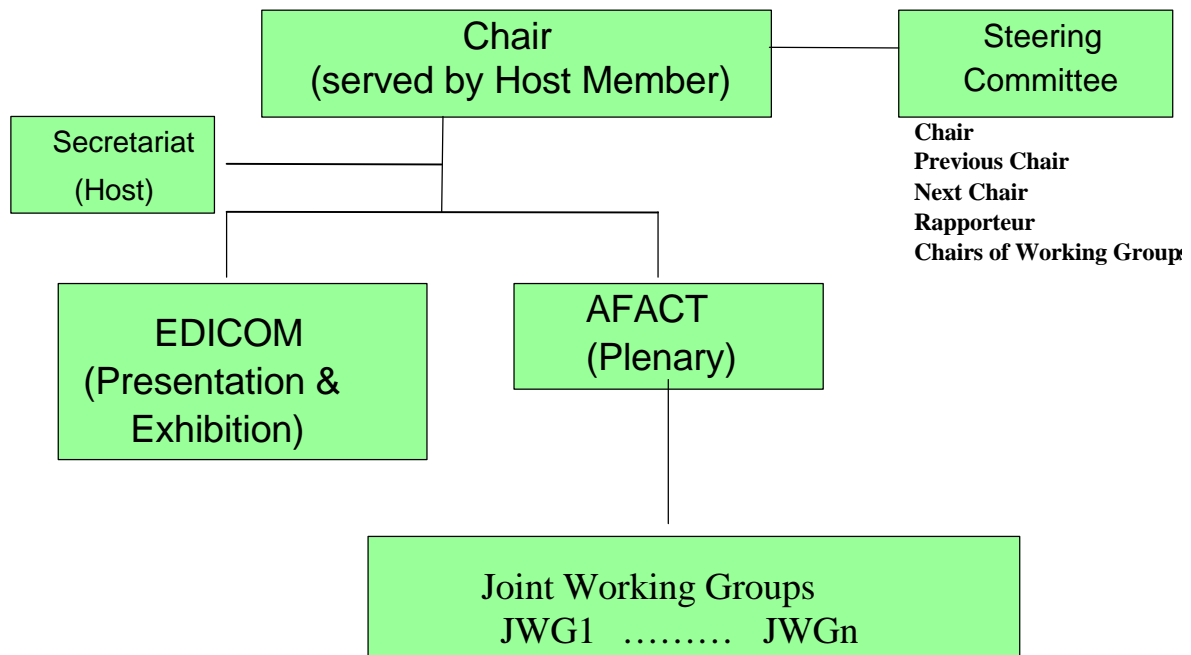 Chair
(served by Host Member)
Steering
Committee
Chair
Previous Chair
Next Chair
Rapporteur
Chairs of Working Groups
Secretariat
(Host)
EDICOM
(Presentation &
Exhibition)
AFACT
(Plenary)
Joint Working Groups
JWG1 ……… JWGn